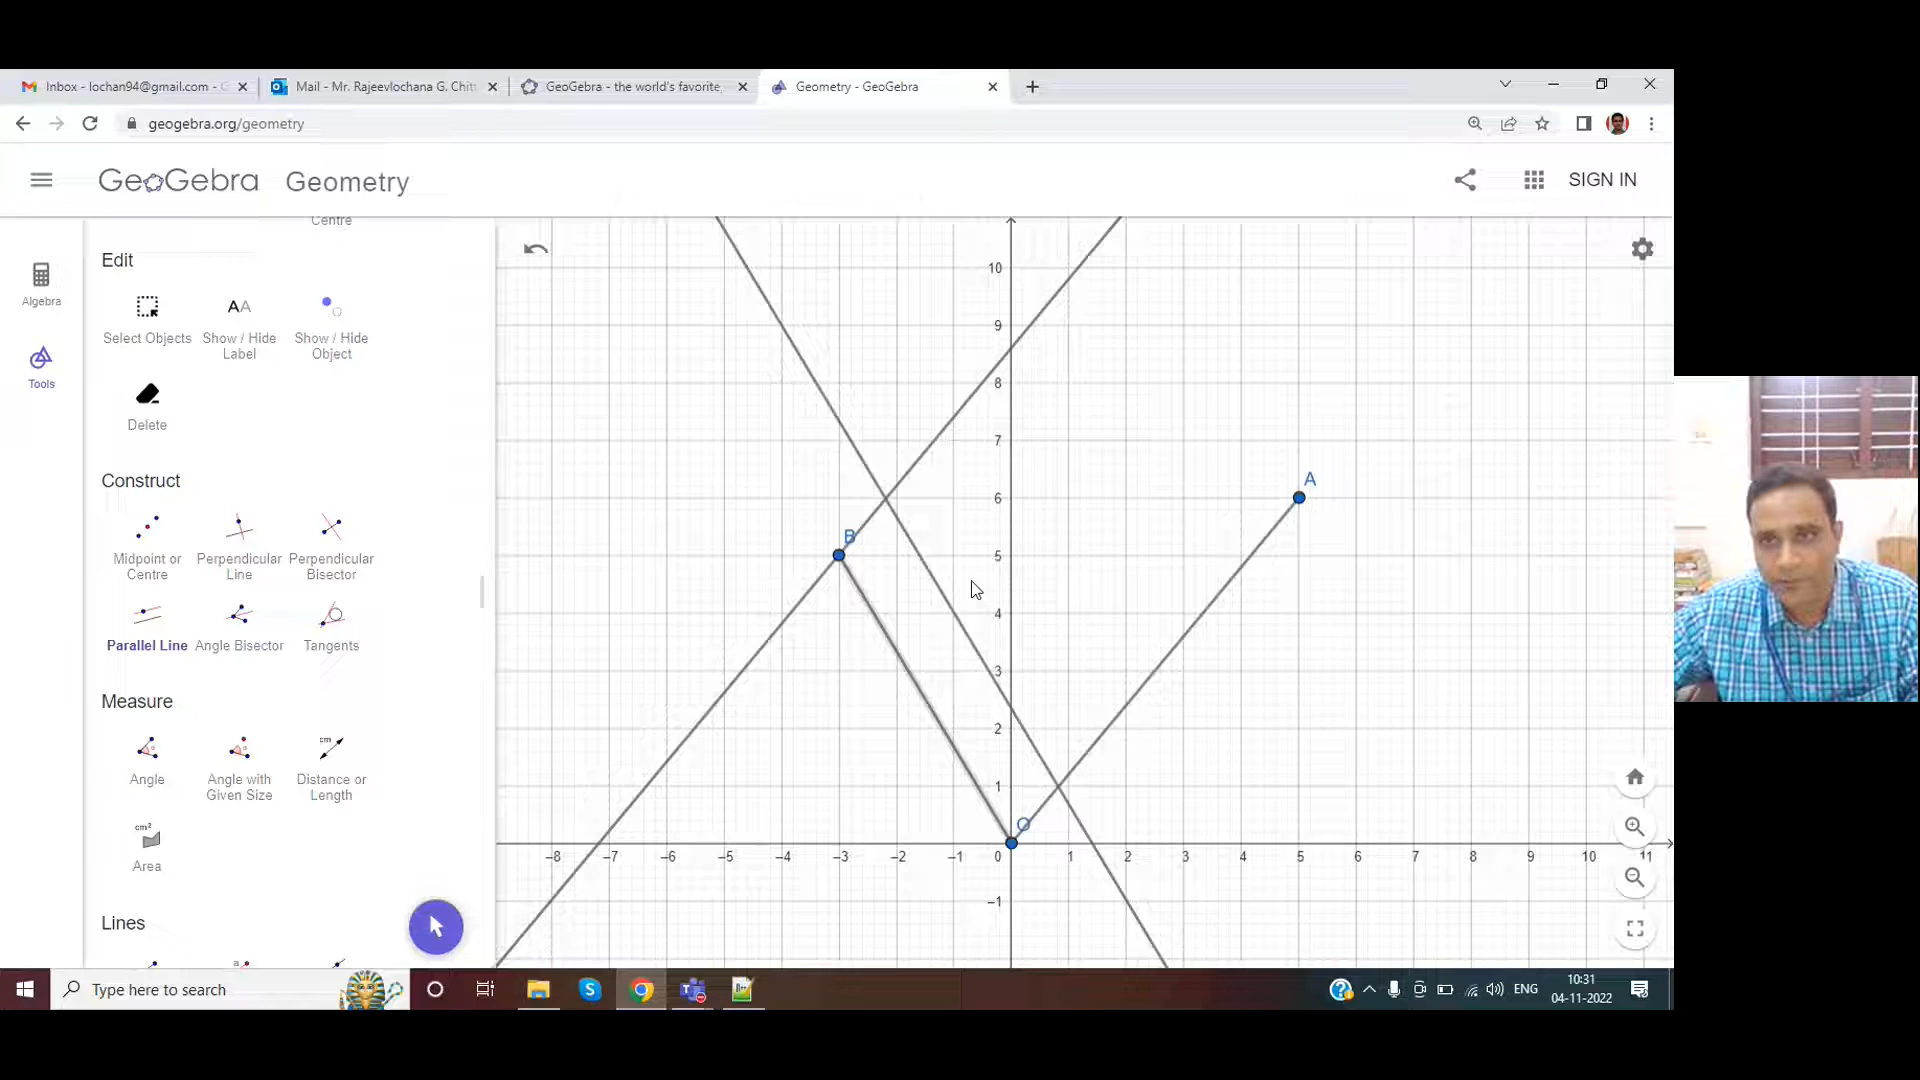 Inbox - lochan94@gmail.com - G
Mail - Mr. Rajeevlochana G. Chitt
GeoGebra - the world's favorite,
Geometry - GeoGebra
geogebra.org/geometry
GeoGebra Geometry
SIGN IN
Algebra
Tools
Centre
Edit
Select Objects
Show / Hide
Label
Show / Hide
Object
Delete
Construct
Midpoint or
Centre
Perpendicular
Line
Perpendicular
Bisector
Parallel Line
Angle Bisector
Tangents
Measure
Angle
Angle with
Given Size
cm
Distance or
Length
cm²
Area
Lines
10
9
8
7
6
5
4
3
2
1
−1
−8 −7 −6 −5 −4 −3 −2 −1 0 1 2 3 4 5 6 7 8 9 10 11
A
B
O
Type here to search
ENG
10:31
04-11-2022